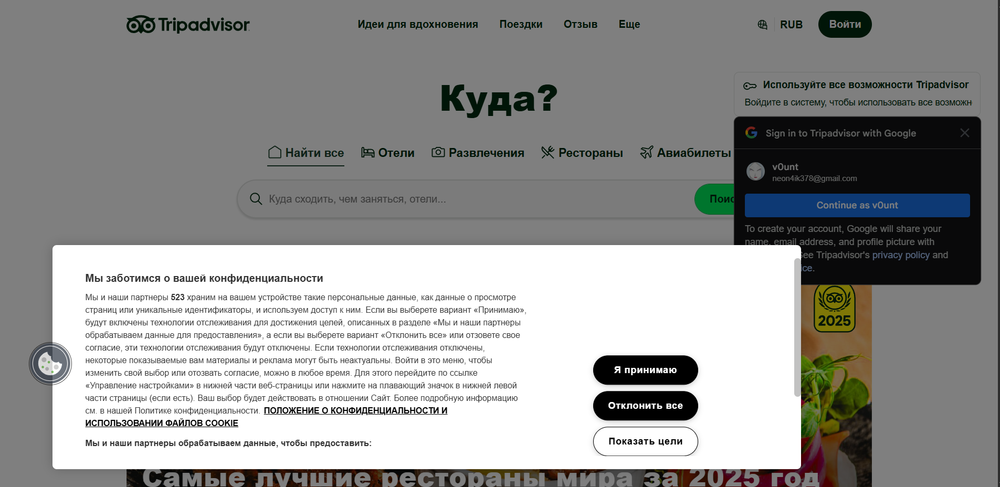 Tripadvisor
Идеи для вдохновения
Поездки
Отзыв
Еще
RUB
Войти
Куда?
Используйте все возможности Tripadvisor
Войдите в систему, чтобы использовать все возможн
Найти все
Отели
Развлечения
Рестораны
Авиабилеты
Куда сходить, чем заняться, отели...
Поис
Sign in to Tripadvisor with Google
v0unt
neon4ik378@gmail.com
Continue as v0unt
To create your account, Google will share your
name, email address, and profile picture with
See Tripadvisor's privacy policy and
ice.
Мы заботимся о вашей конфиденциальности
Мы и наши партнеры 523 храним на вашем устройстве такие персональные данные, как данные о просмотре
страниц или уникальные идентификаторы, и используем доступ к ним. Если вы выберете вариант «Принимаю»,
будут включены технологии отслеживания для достижения целей, описанных в разделе «Мы и наши партнеры
обрабатываем данные для предоставления», а если вы выберете вариант «Отклонить все» или отзовете свое
согласие, эти технологии отслеживания будут отключены. Если технологии отслеживания отключены,
некоторые показываемые вам материалы и реклама могут быть неактуальны. Войти в это меню, чтобы
изменить свой выбор или отозвать согласие, можно в любое время. Для этого перейдите по ссылке
«Управление настройками» в нижней части веб-страницы или нажмите на плавающий значок в нижней левой
части страницы (если есть). Ваш выбор будет действовать в отношении Сайт. Более подробную информацию
см. в нашей Политике конфиденциальности. ПОЛОЖЕНИЕ О КОНФИДЕНЦИАЛЬНОСТИ И
ИСПОЛЬЗОВАНИИ ФАЙЛОВ COOKIE
Мы и наши партнеры обрабатываем данные, чтобы предоставить:
Я принимаю
Отклонить все
Показать цели
2025
Самые лучшие рестораны мира за 2025 год